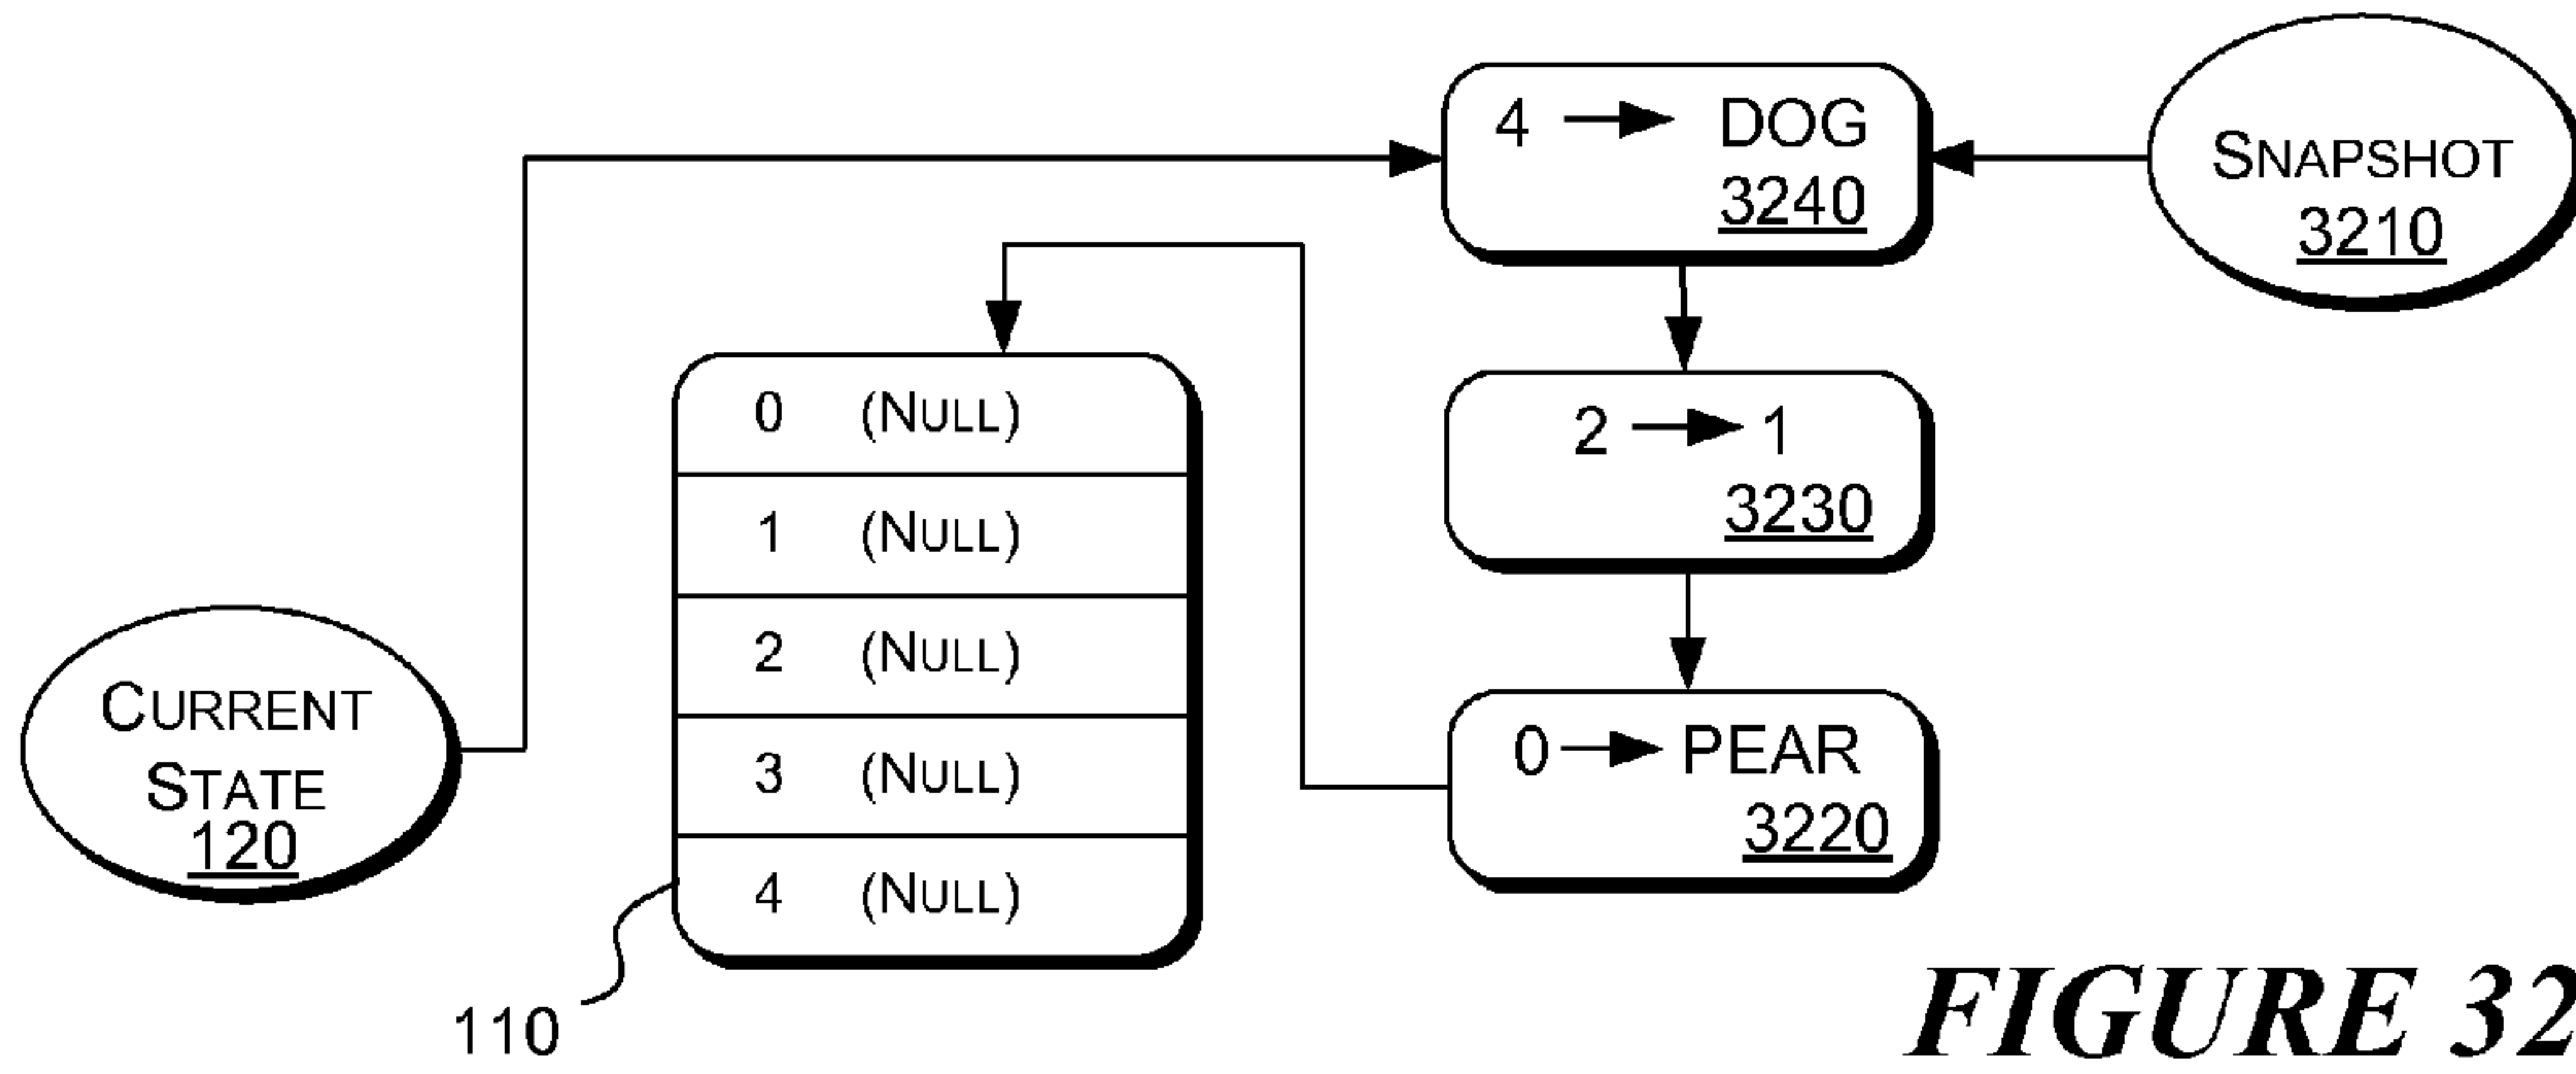 4 → DOG
3240
SNAPSHOT
3210
0 (NULL)
1 (NULL)
2 (NULL)
3 (NULL)
4 (NULL)
2 → 1
3230
CURRENT
STATE
120
0 → PEAR
3220
110
FIGURE 32